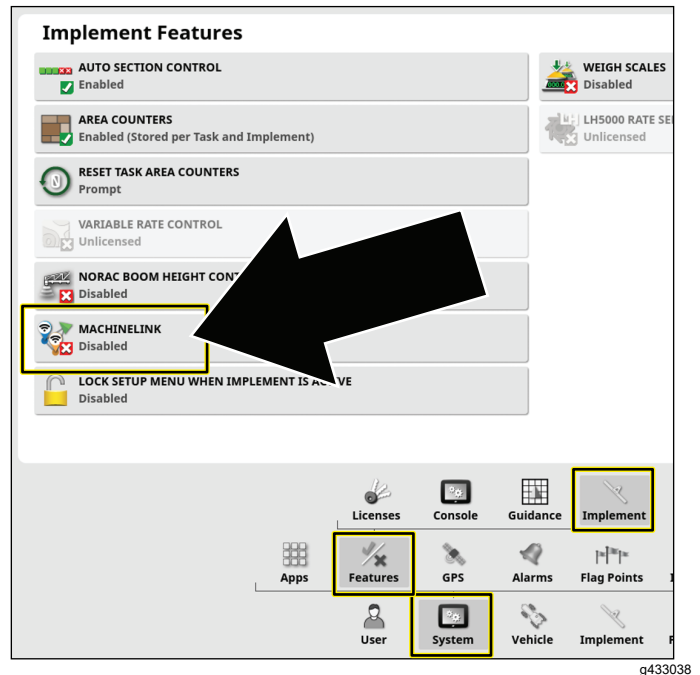 Implement Features
AUTO SECTION CONTROL
Enabled
AREA COUNTERS
Enabled (Stored per Task and Implement)
RESET TASK AREA COUNTERS
Prompt
VARIABLE RATE CONTROL
Unlicensed
NORAC BOOM HEIGHT CONT
Disabled
MACHINELINK
Disabled
LOCK SETUP MENU WHEN IMPLEMENT IS
Disabled
WEIGH SCALES
Disabled
LH5000 RATE SE
Unlicensed
Licenses Console Guidance Implement
Apps Features GPS Alarms Flag Points
User System Vehicle Implement
g433038